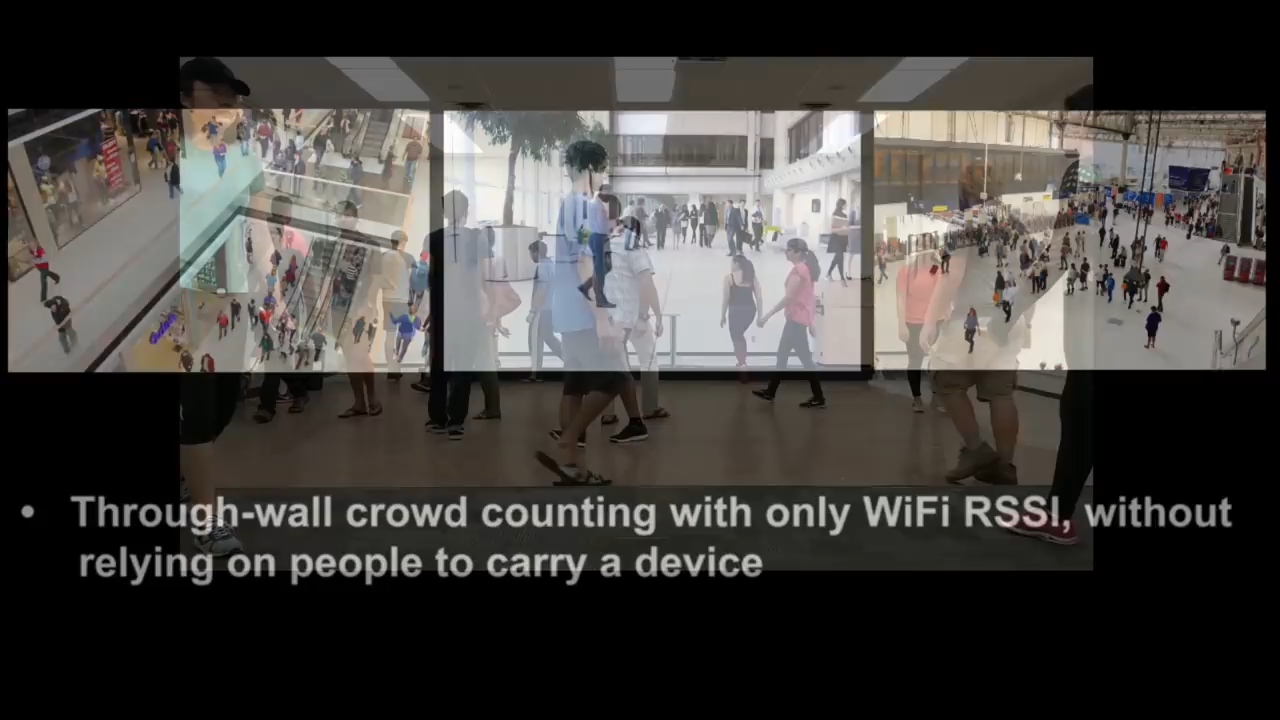 • Through-wall crowd counting with only WiFi RSSI, without
relying on people to carry a device